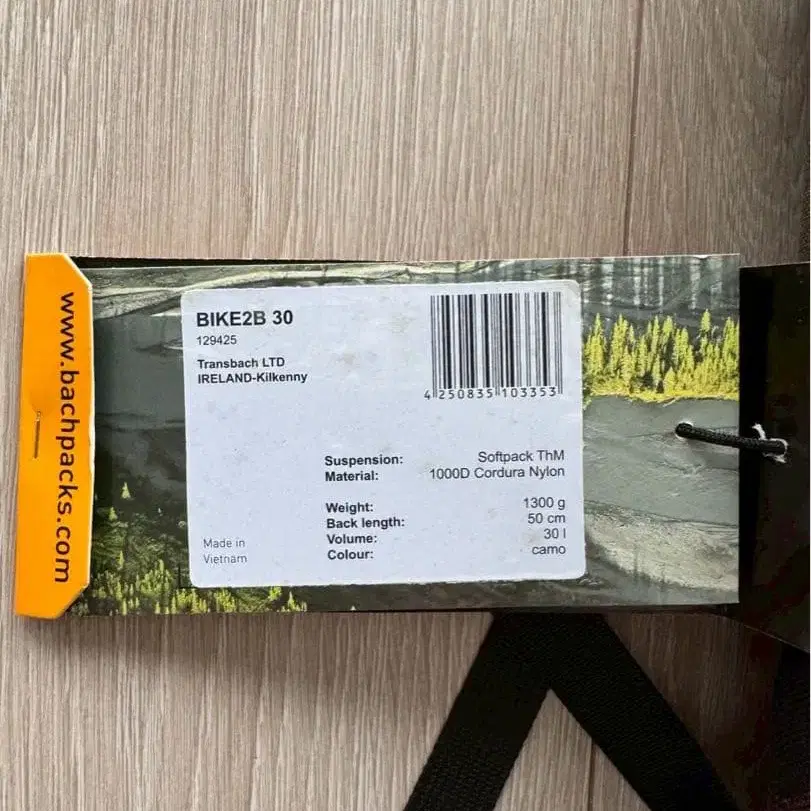 www.bachpacks.com
BIKE2B 30
129425
Transbach LTD
IRELAND-Kilkenny
4 250835 103353
Suspension: Softpack ThM
Material: 1000D Cordura Nylon
Weight: 1300 g
Back length: 50 cm
Volume: 30 l
Colour: camo
Made in
Vietnam